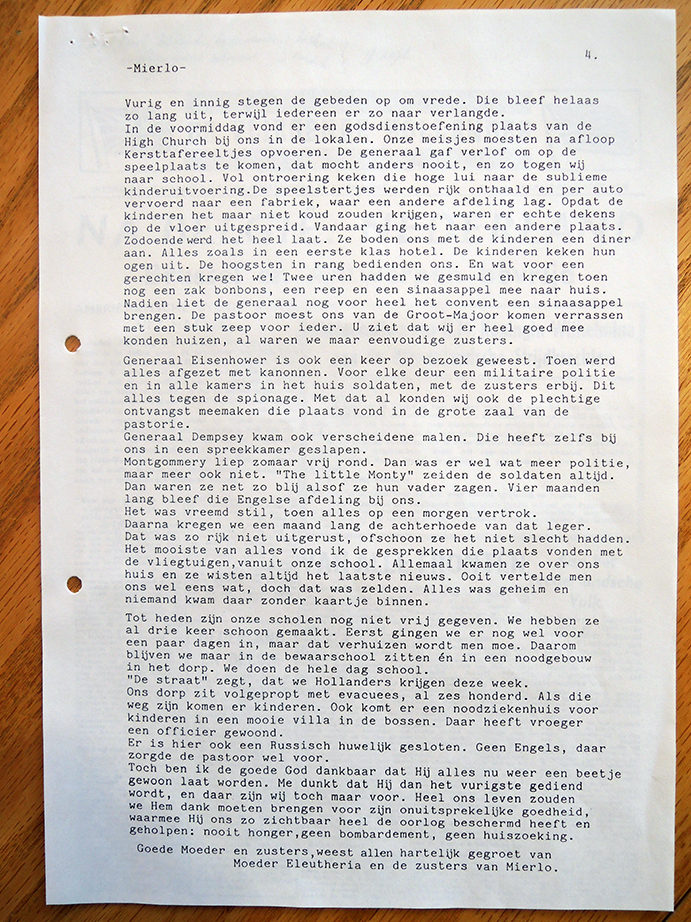 4.
-Mierlo-
Vurig en innig stegen de gebeden op om vrede. Die bleef helaas
zo lang uit, terwijl iedereen er zo naar verlangde.
In de voormiddag vond er een godsdienstoefening plaats van de
High Church bij ons in de lokalen. Onze meisjes moesten na afloop
Kersttafereeltjes opvoeren. De generaal gaf verlof om op de
speelplaats te komen, dat mocht anders nooit, en zo togen wij
naar school. Vol ontroering keken die hoge lui naar de sublieme
kinderuitvoering.De speelstertjes werden rijk onthaald en per auto
vervoerd naar een fabriek, waar een andere afdeling lag. Opdat de
kinderen het maar niet koud zouden krijgen, waren er echte dekens
op de vloer uitgespreid. Vandaar ging het naar een andere plaats.
Zodoende werd het heel laat. Ze boden ons met de kinderen een diner
aan. Alles zoals in een eerste klas hotel. De kinderen keken hun
ogen uit. De hoogsten in rang bedienden ons. En wat voor een
gerechten kregen we! Twee uren hadden we gesmuld en kregen toen
nog een zak bonbons, een reep en een sinaasappel mee naar huis.
Nadien liet de generaal nog voor heel het convent een sinaasappel
brengen. De pastoor moest ons van de Groot-Majoor komen verrassen
met een stuk zeep voor ieder. U ziet dat wij er heel goed mee
konden huizen, al waren we maar eenvoudige zusters.
Generaal Eisenhower is ook een keer op bezoek geweest. Toen werd
alles afgezet met kanonnen. Voor elke deur een militaire politie
en in alle kamers in het huis soldaten, met de zusters erbij. Dit
alles tegen de spionage. Met dat al konden wij ook de plechtige
ontvangst meemaken die plaats vond in de grote zaal van de
pastorie.
Generaal Dempsey kwam ook verscheidene malen. Die heeft zelfs bij
ons in een spreekkamer geslapen.
Montgommery liep zomaar vrij rond. Dan was er wel wat meer politie,
maar meer ook niet. "The little Monty" zeiden de soldaten altijd.
Dan waren ze net zo blij alsof ze hun vader zagen. Vier maanden
lang bleef die Engelse afdeling bij ons.
Het was vreemd stil, toen alles op een morgen vertrok.
Daarna kregen we een maand lang de achterhoede van dat leger.
Dat was zo rijk niet uitgerust, ofschoon ze het niet slecht hadden.
Het mooiste van alles vond ik de gesprekken die plaats vonden met
de vliegtuigen,vanuit onze school. Allemaal kwamen ze over ons
huis en ze wisten altijd het laatste nieuws. Ooit vertelde men
ons wel eens wat, doch dat was zelden. Alles was geheim en
niemand kwam daar zonder kaartje binnen.
Tot heden zijn onze scholen nog niet vrij gegeven. We hebben ze
al drie keer schoon gemaakt. Eerst gingen we er nog wel voor
een paar dagen in, maar dat verhuizen wordt men moe. Daarom
blijven we maar in de bewaarschool zitten én in een noodgebouw
in het dorp. We doen de hele dag school.
"De straat" zegt, dat we Hollanders krijgen deze week.
Ons dorp zit volgepropt met evacuees, al zes honderd. Als die
weg zijn komen er kinderen. Ook komt er een noodziekenhuis voor
kinderen in een mooie villa in de bossen. Daar heeft vroeger
een officier gewoond.
Er is hier ook een Russisch huwelijk gesloten. Geen Engels, daar
zorgde de pastoor wel voor.
Toch ben ik de goede God dankbaar dat Hij alles nu weer een beetje
gewoon laat worden. Me dunkt dat Hij dan het vurigste gediend
wordt, en daar zijn wij toch maar voor. Heel ons leven zouden
we Hem dank moeten brengen voor zijn onuitsprekelijke goedheid,
waarmee Hij ons zo zichtbaar heel de oorlog beschermd heeft en
geholpen: nooit honger,geen bombardement, geen huiszoeking.
Goede Moeder en zusters,weest allen hartelijk gegroet van
Moeder Eleutheria en de zusters van Mierlo.